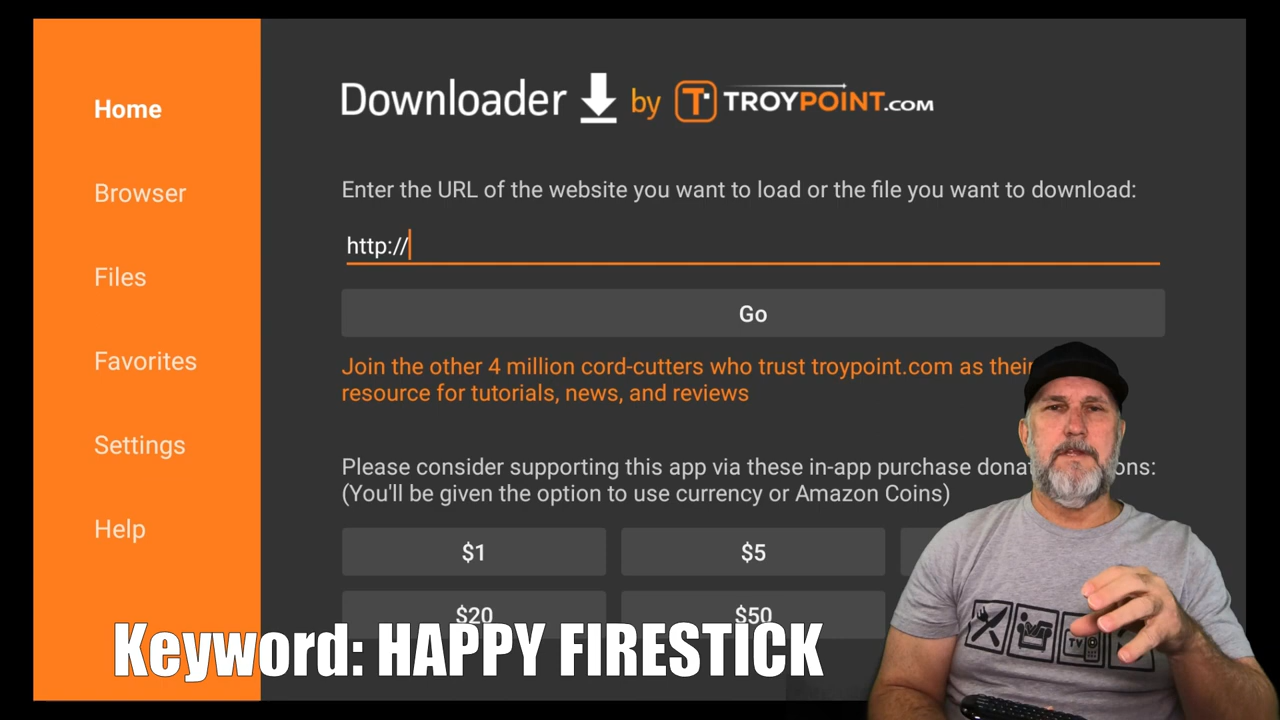 Home
Browser
Files
Favorites
Settings
Help
Downloader by TROYPOINT.COM
Enter the URL of the website you want to load or the file you want to download:
http://
Go
Join the other 4 million cord-cutters who trust troypoint.com as their
resource for tutorials, news, and reviews
Please consider supporting this app via these in-app purchase
(You'll be given the option to use currency or Amazon Coins)
$1
$5
$20
$50
Keyword: HAPPY FIRESTICK
TV